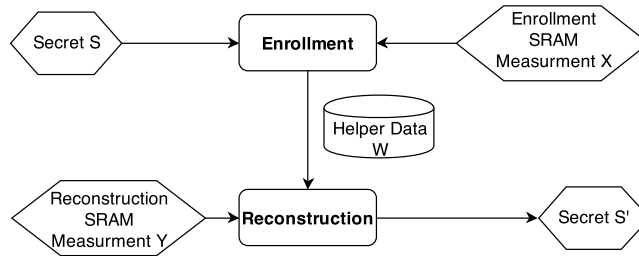 Secret S
Enrollment
Enrollment
SRAM
Measurment X
Helper Data
W
Reconstruction
SRAM
Measurment Y
Reconstruction
Secret S'